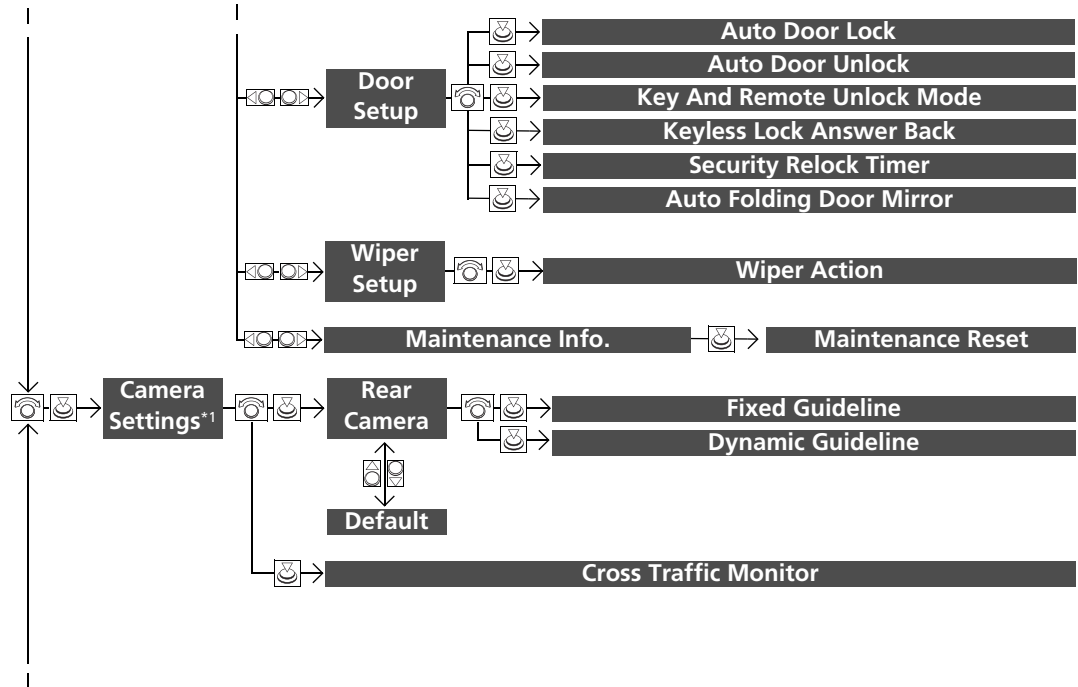 Auto Door Lock
Auto Door Unlock
Door
Setup
Key And Remote Unlock Mode
Keyless Lock Answer Back
Security Relock Timer
Auto Folding Door Mirror
Wiper
Setup
Wiper Action
Maintenance Info.
Maintenance Reset
Camera
Settings*1
Rear
Camera
Fixed Guideline
Dynamic Guideline
Default
Cross Traffic Monitor